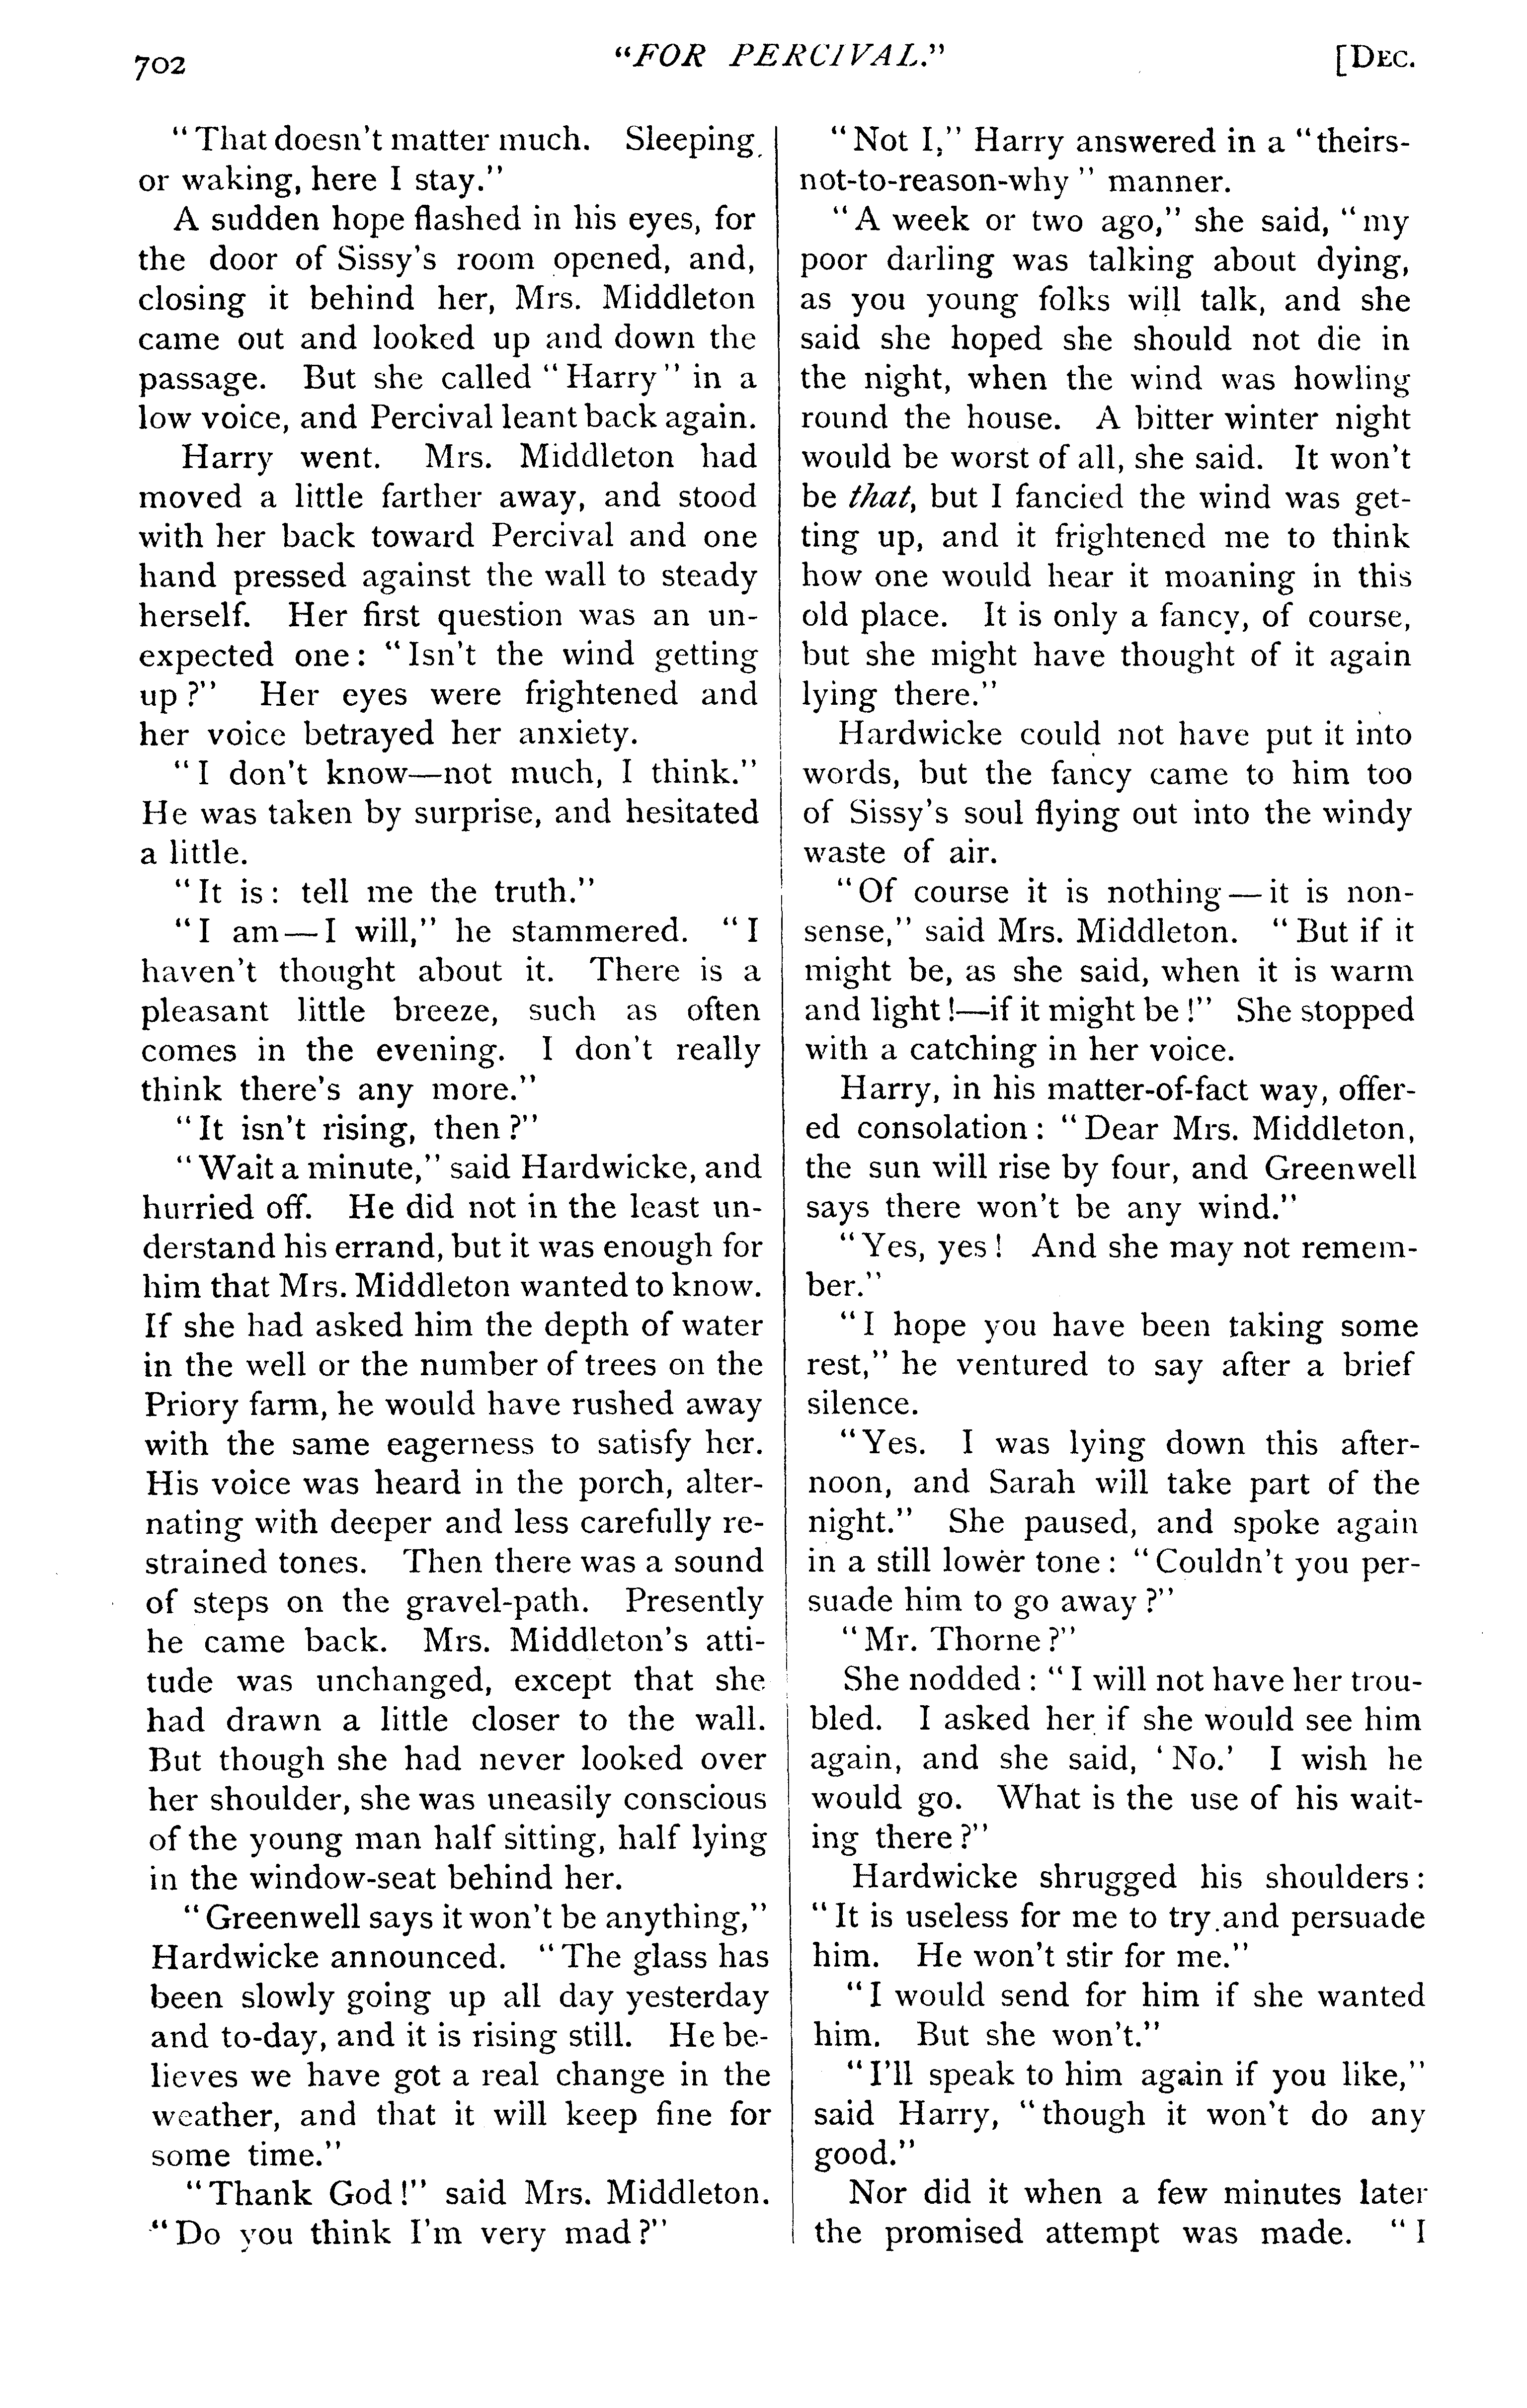 702
"FOR PERCIVAL."
[DEC.
"That doesn't matter much. Sleeping
or waking, here I stay."
A sudden hope flashed in his eyes, for
the door of Sissy's room opened, and,
closing it behind her, Mrs. Middleton
came out and looked up and down the
passage. But she called "Harry" in a
low voice, and Percival leant back again.
Harry went. Mrs. Middleton had
moved a little farther away, and stood
with her back toward Percival and one
hand pressed against the wall to steady
herself. Her first question was an un-
expected one: "Isn't the wind getting
up?" Her eyes were frightened and
her voice betrayed her anxiety.
"I don't know—not much, I think."
He was taken by surprise, and hesitated
a little.
"It is: tell me the truth."
"I am—I will," he stammered. "I
haven't thought about it. There is a
pleasant little breeze, such as often
comes in the evening. I don't really
think there's any more."
"It isn't rising, then?"
"Wait a minute," said Hardwicke, and
hurried off. He did not in the least un-
derstand his errand, but it was enough for
him that Mrs. Middleton wanted to know.
If she had asked him the depth of water
in the well or the number of trees on the
Priory farm, he would have rushed away
with the same eagerness to satisfy her.
His voice was heard in the porch, alter-
nating with deeper and less carefully re-
strained tones. Then there was a sound
of steps on the gravel-path. Presently
he came back. Mrs. Middleton's atti-
tude was unchanged, except that she
had drawn a little closer to the wall.
But though she had never looked over
her shoulder, she was uneasily conscious
of the young man half sitting, half lying
in the window-seat behind her.
"Greenwell says it won't be anything,"
Hardwicke announced. "The glass has
been slowly going up all day yesterday
and to-day, and it is rising still. He be-
lieves we have got a real change in the
weather, and that it will keep fine for
some time."
"Thank God!" said Mrs. Middleton.
"Do you think I'm very mad?"
"Not I," Harry answered in a "theirs-
not-to-reason-why" manner.
"A week or two ago," she said, "my
poor darling was talking about dying,
as you young folks will talk, and she
said she hoped she should not die in
the night, when the wind was howling
round the house. A bitter winter night
would be worst of all, she said. It won't
be that, but I fancied the wind was get-
ting up, and it frightened me to think
how one would hear it moaning in this
old place. It is only a fancy, of course,
but she might have thought of it again
lying there."
Hardwicke could not have put it into
words, but the fancy came to him too
of Sissy's soul flying out into the windy
waste of air.
"Of course it is nothing—it is non-
sense," said Mrs. Middleton. "But if it
might be, as she said, when it is warm
and light!—if it might be!" She stopped
with a catching in her voice.
Harry, in his matter-of-fact way, offer-
ed consolation: "Dear Mrs. Middleton,
the sun will rise by four, and Greenwell
says there won't be any wind."
"Yes, yes! And she may not remem-
ber."
"I hope you have been taking some
rest," he ventured to say after a brief
silence.
"Yes. I was lying down this after-
noon, and Sarah will take part of the
night." She paused, and spoke again
in a still lower tone: "Couldn't you per-
suade him to go away?"
"Mr. Thorne?"
She nodded: "I will not have her trou-
bled. I asked her if she would see him
again, and she said, 'No.' I wish he
would go. What is the use of his wait-
ing there?"
Hardwicke shrugged his shoulders:
"It is useless for me to try and persuade
him. He won't stir for me."
"I would send for him if she wanted
him. But she won't."
"I'll speak to him again if you like,"
said Harry, "though it won't do any
good."
Nor did it when a few minutes later
the promised attempt was made. "I